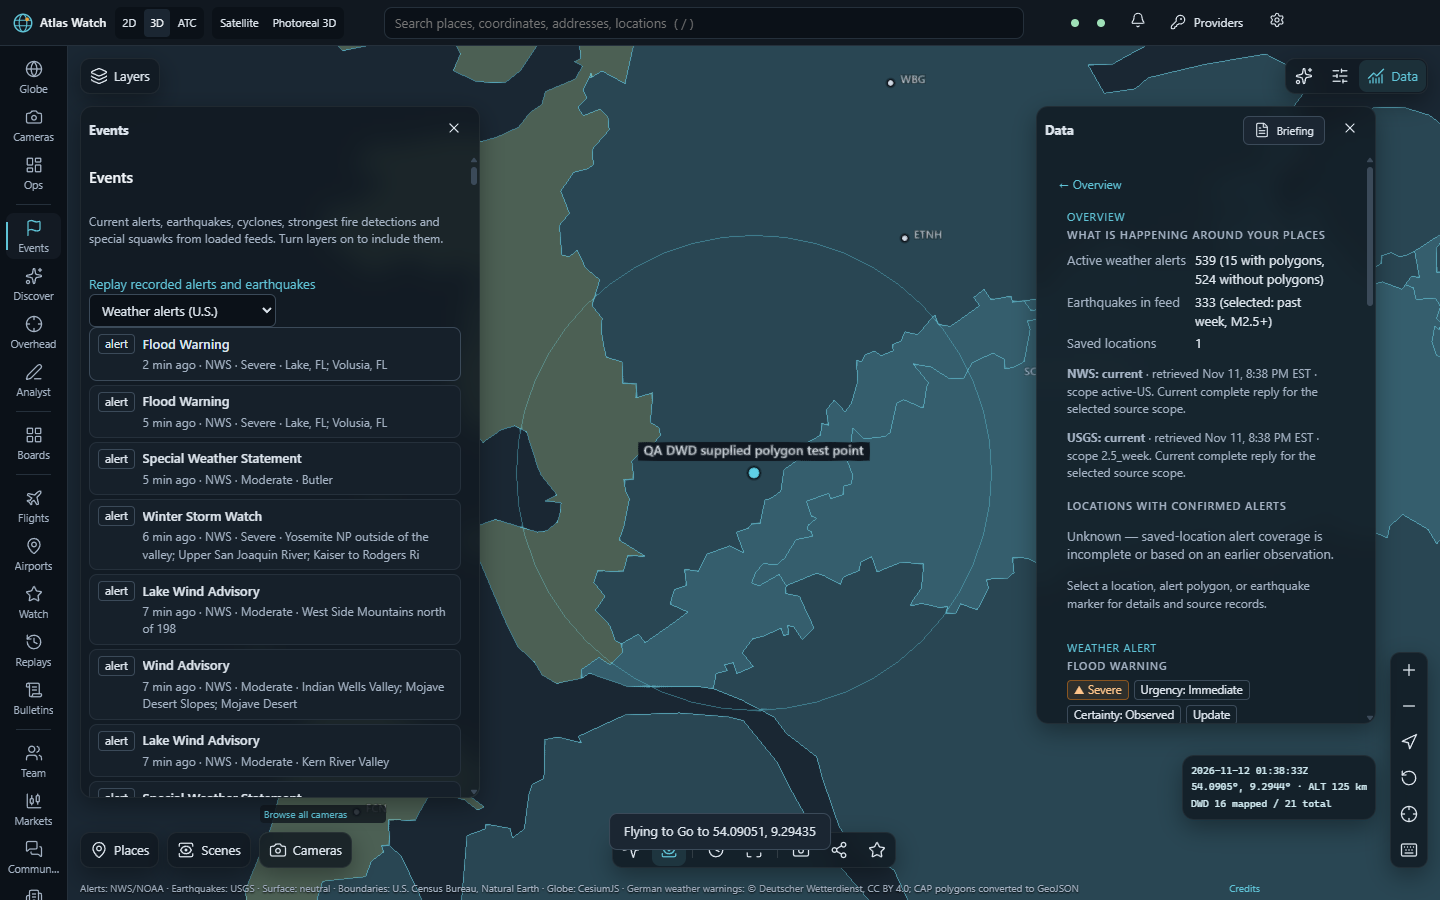 Atlas Watch
2D 3D ATC
Satellite Photoreal 3D
Search places, coordinates, addresses, locations ( / )
Providers
Globe
Cameras
Ops
Events
Discover
Overhead
Analyst
Boards
Flights
Airports
Watch
Replays
Bulletins
Team
Markets
Commun...
Layers
Events
Events
Current alerts, earthquakes, cyclones, strongest fire detections and
special squawks from loaded feeds. Turn layers on to include them.
Replay recorded alerts and earthquakes
Weather alerts (U.S.)
alert Flood Warning
2 min ago · NWS · Severe · Lake, FL; Volusia, FL
alert Flood Warning
5 min ago · NWS · Severe · Lake, FL; Volusia, FL
alert Special Weather Statement
5 min ago · NWS · Moderate · Butler
alert Winter Storm Watch
6 min ago · NWS · Severe · Yosemite NP outside of the
valley; Upper San Joaquin River; Kaiser to Rodgers Ri
alert Lake Wind Advisory
7 min ago · NWS · Moderate · West Side Mountains north
of 198
alert Wind Advisory
7 min ago · NWS · Moderate · Indian Wells Valley; Mojave
Desert Slopes; Mojave Desert
alert Lake Wind Advisory
7 min ago · NWS · Moderate · Kern River Valley
alert Special Weather Statement
Browse all cameras
Places
Scenes
Cameras
WBG
ETNH
QA DWD supplied polygon test point
Flying to Go to 54.09051, 9.29435
Data
Data
Briefing
← Overview
OVERVIEW
WHAT IS HAPPENING AROUND YOUR PLACES
Active weather alerts 539 (15 with polygons,
524 without polygons)
Earthquakes in feed 333 (selected: past
week, M2.5+)
Saved locations 1
NWS: current · retrieved Nov 11, 8:38 PM EST ·
scope active-US. Current complete reply for the
selected source scope.
USGS: current · retrieved Nov 11, 8:38 PM EST ·
scope 2.5_week. Current complete reply for the
selected source scope.
LOCATIONS WITH CONFIRMED ALERTS
Unknown — saved-location alert coverage is
incomplete or based on an earlier observation.
Select a location, alert polygon, or earthquake
marker for details and source records.
WEATHER ALERT
FLOOD WARNING
Severe Urgency: Immediate
Certainty: Observed Update
2026-11-12 01:38:33Z
54.0905°, 9.2944° · ALT 125 km
DWD 16 mapped / 21 total
Alerts: NWS/NOAA · Earthquakes: USGS · Surface: neutral · Boundaries: U.S. Census Bureau, Natural Earth · Globe: CesiumJS · German weather warnings: © Deutscher Wetterdienst, CC BY 4.0; CAP polygons converted to GeoJSON
Credits